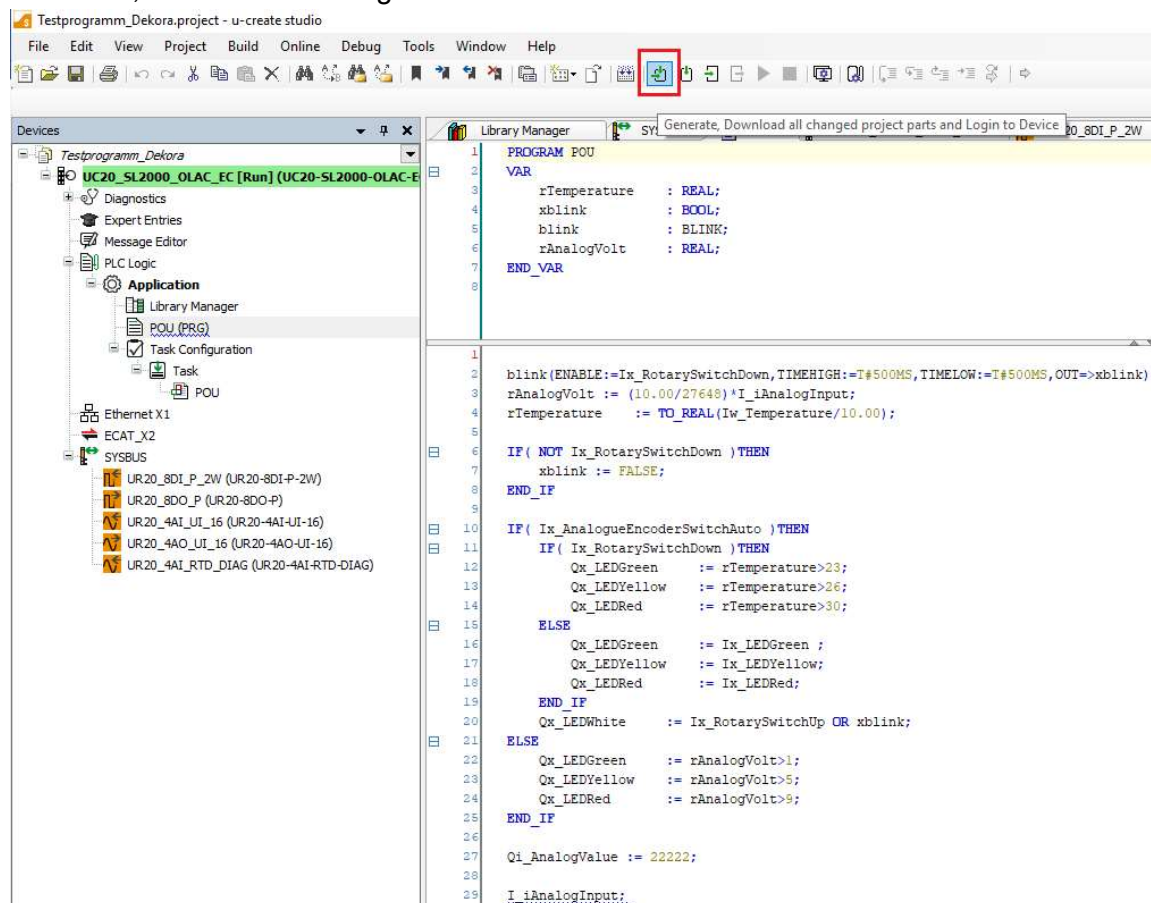 Testprogramm_Dekora.project - u-create studio
File Edit View Project Build Online Debug Tools Window Help
Generate, Download all changed project parts and Login to Device
Devices
Library Manager
20_8DI_P_2W
Testprogramm_Dekora
UC20_SL2000_OLAC_EC [Run] (UC20-SL2000-OLAC-E
Diagnostics
Expert Entries
Message Editor
PLC Logic
Application
Library Manager
POU (PRG)
Task Configuration
Task
POU
Ethernet X1
ECAT_X2
SYSBUS
UR20_8DI_P_2W (UR20-8DI-P-2W)
UR20_8DO_P (UR20-8DO-P)
UR20_4AI_UI_16 (UR20-4AI-UI-16)
UR20_4AO_UI_16 (UR20-4AO-UI-16)
UR20_4AI_RTD_DIAG (UR20-4AI-RTD-DIAG)
1 PROGRAM POU
2 VAR
3 rTemperature : REAL;
4 xblink : BOOL;
5 blink : BLINK;
6 rAnalogVolt : REAL;
7 END_VAR
8
1
2 blink(ENABLE:=Ix_RotarySwitchDown,TIMEHIGH:=T#500MS,TIMELOW:=T#500MS,OUT=>xblink)
3 rAnalogVolt := (10.00/27648)*I_iAnalogInput;
4 rTemperature := TO_REAL(Iw_Temperature/10.00);
5
6 IF( NOT Ix_RotarySwitchDown )THEN
7 xblink := FALSE;
8 END_IF
9
10 IF( Ix_AnalogueEncoderSwitchAuto )THEN
11 IF( Ix_RotarySwitchDown )THEN
12 Qx_LEDGreen := rTemperature>23;
13 Qx_LEDYellow := rTemperature>26;
14 Qx_LEDRed := rTemperature>30;
15 ELSE
16 Qx_LEDGreen := Ix_LEDGreen ;
17 Qx_LEDYellow := Ix_LEDYellow;
18 Qx_LEDRed := Ix_LEDRed;
19 END_IF
20 Qx_LEDWhite := Ix_RotarySwitchUp OR xblink;
21 ELSE
22 Qx_LEDGreen := rAnalogVolt>1;
23 Qx_LEDYellow := rAnalogVolt>5;
24 Qx_LEDRed := rAnalogVolt>9;
25 END_IF
26
27 Qi_AnalogValue := 22222;
28
29 I_iAnalogInput;